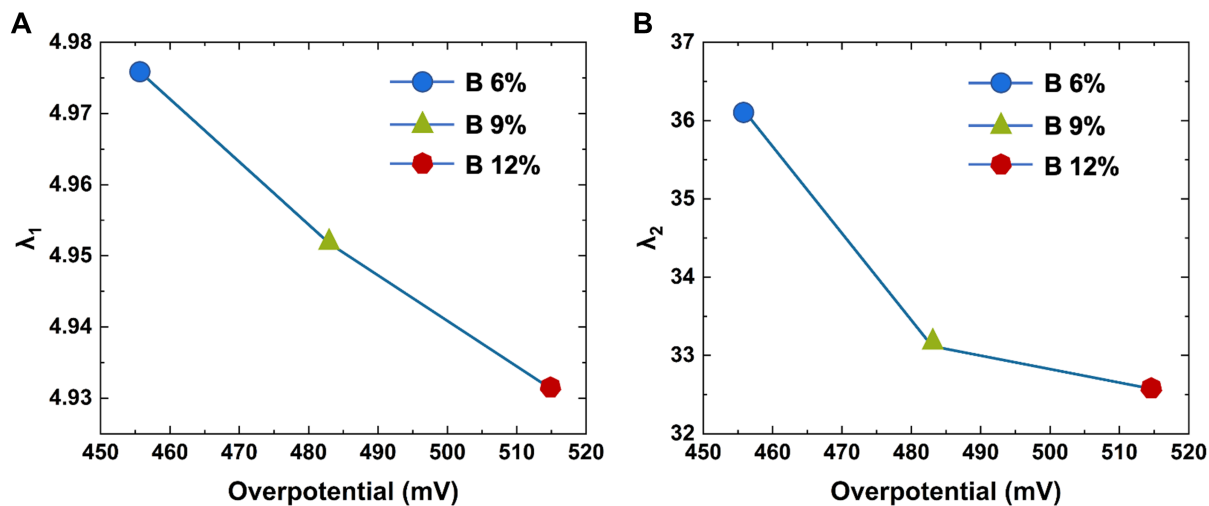 A
λ1
4.98
4.97
4.96
4.95
4.94
4.93
B 6%
B 9%
B 12%
450 460 470 480 490 500 510 520
Overpotential (mV)
B
λ2
37
36
35
34
33
32
B 6%
B 9%
B 12%
450 460 470 480 490 500 510 520
Overpotential (mV)